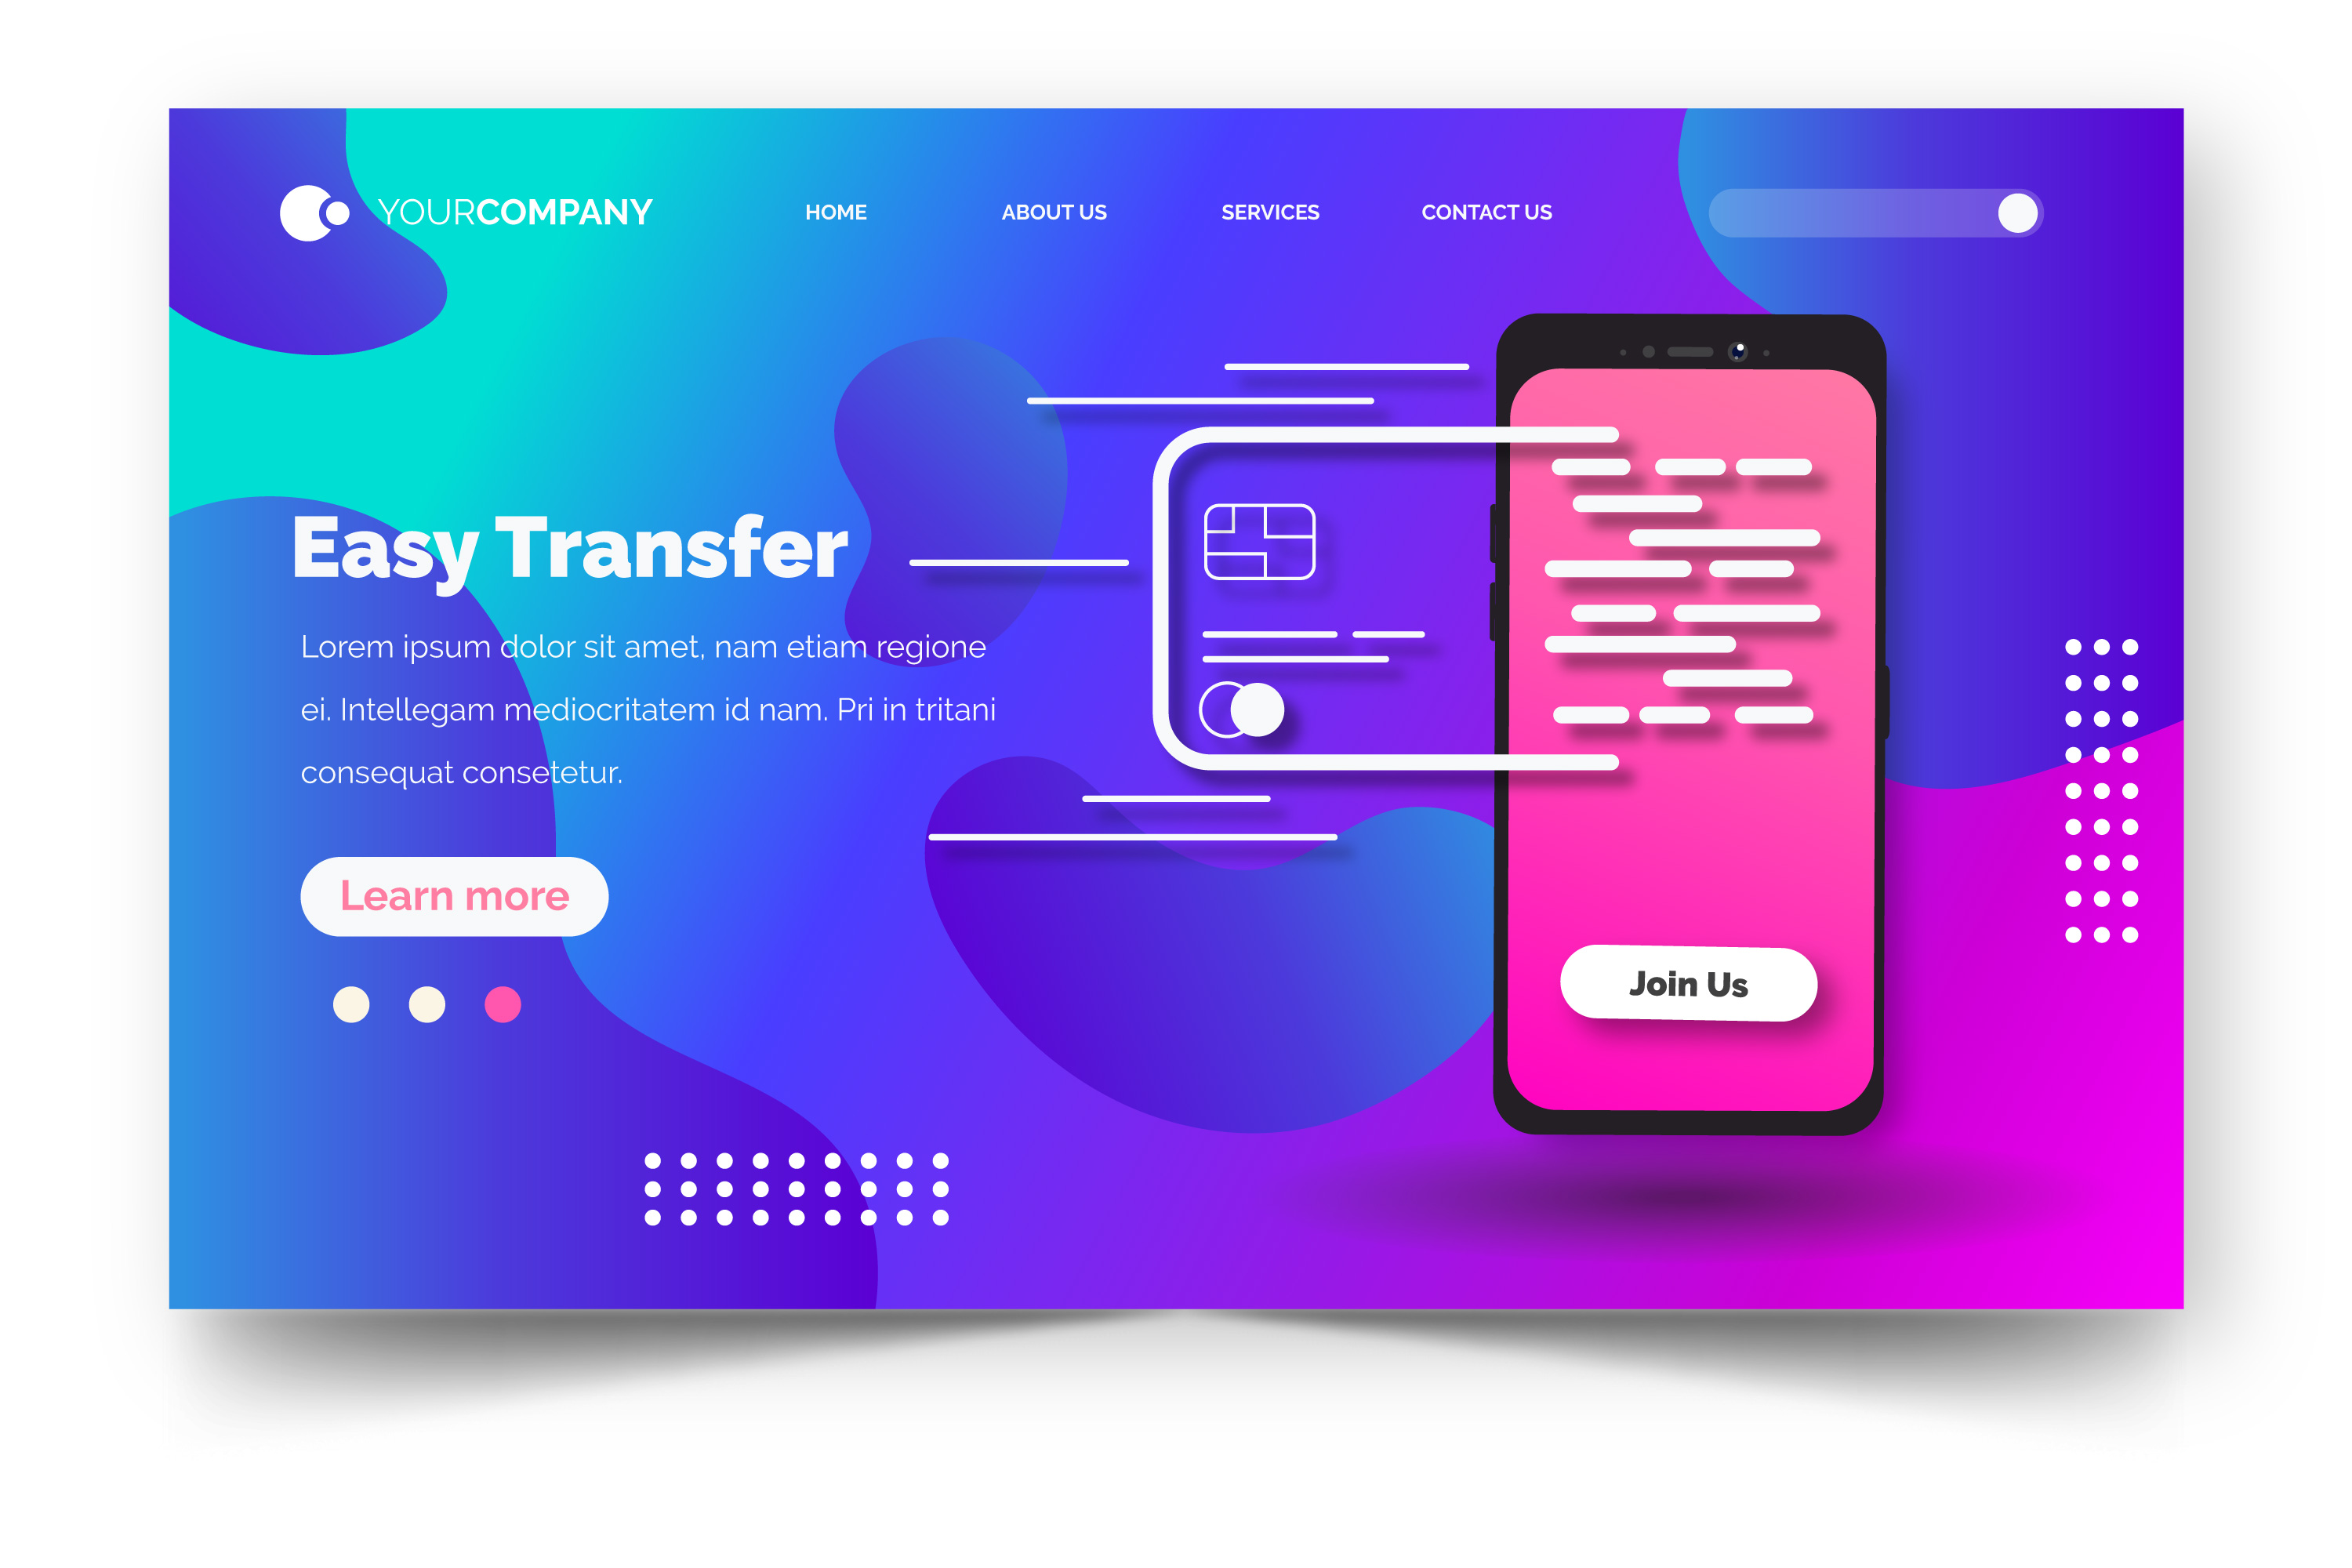 YOURCOMPANY
HOME ABOUT US SERVICES CONTACT US
Easy Transfer
Lorem ipsum dolor sit amet, nam etiam regione
ei. Intellegam mediocritatem id nam. Pri in tritani
consequat consetetur.
Learn more
Join Us